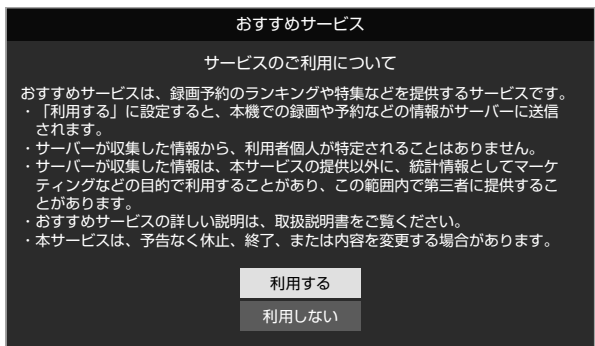 おすすめサービス
サービスのご利用について
おすすめサービスは、録画予約のランキングや特集などを提供するサービスです。
・「利用する」に設定すると、本機での録画や予約などの情報がサーバーに送信
されます。
・サーバーが収集した情報から、利用者個人が特定されることはありません。
・サーバーが収集した情報は、本サービスの提供以外に、統計情報としてマーケ
ティングなどの目的で利用することがあり、この範囲内で第三者に提供するこ
とがあります。
・おすすめサービスの詳しい説明は、取扱説明書をご覧ください。
・本サービスは、予告なく休止、終了、または内容を変更する場合があります。
利用する
利用しない